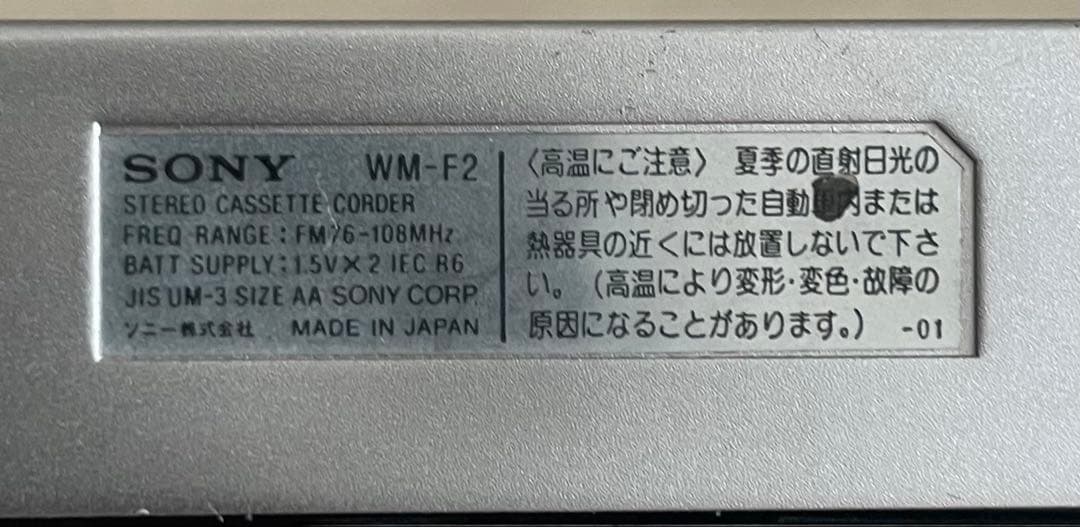 SONY WM-F2
STEREO CASSETTE CORDER
FREQ RANGE : FM 76-108MHz
BATT SUPPLY : 1.5V×2 IEC R6
JIS UM-3 SIZE AA SONY CORP.
ソニー株式会社 MADE IN JAPAN
〈高温にご注意〉 夏季の直射日光の
当る所や閉め切った自動車内または
熱器具の近くには放置しないで下さ
い。(高温により変形・変色・故障の
原因になることがあります。) -01